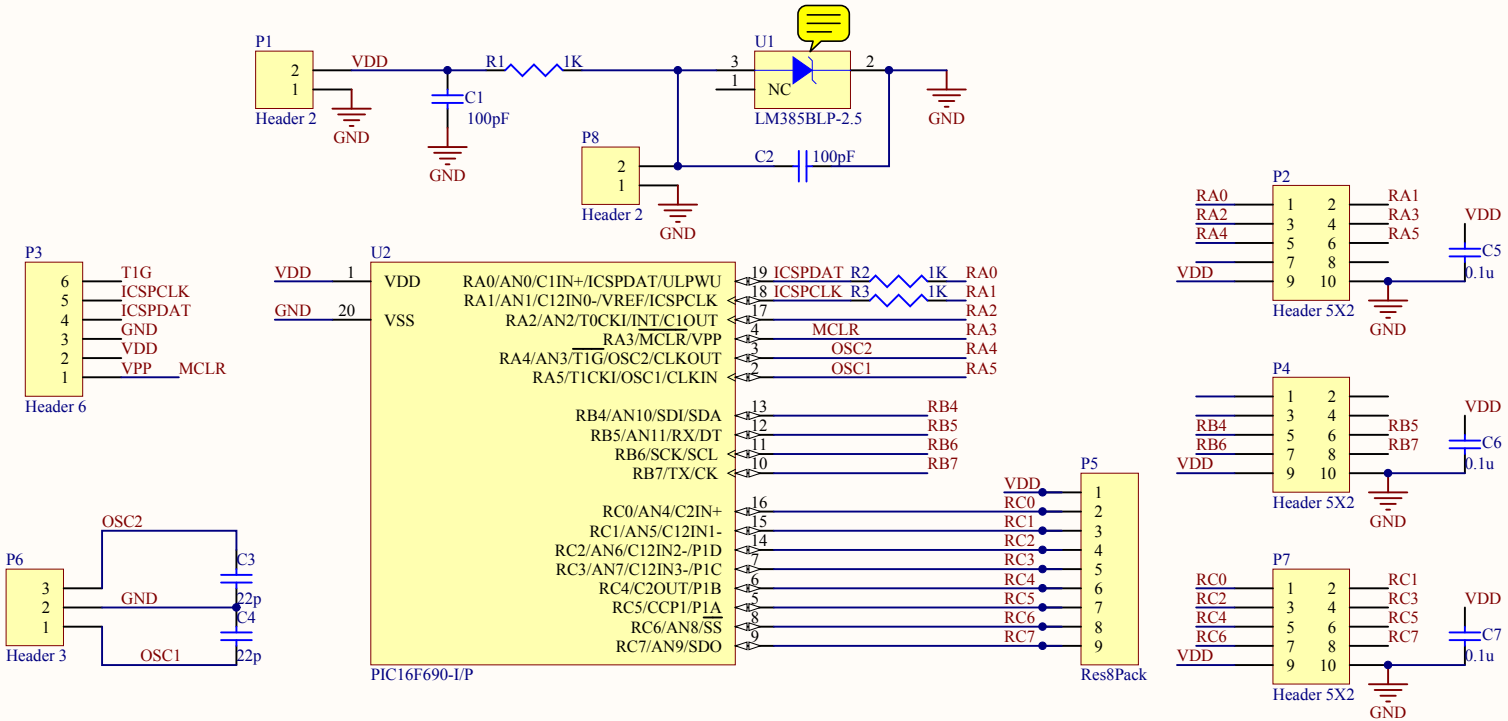 P1
2
1
Header 2
VDD
GND
R1
1K
C1
100pF
GND
P8
2
1
Header 2
GND
U1
3
1
NC
2
LM385BLP-2.5
C2
100pF
GND
P3
6
5
4
3
2
1
T1G
ICSPCLK
ICSPDAT
GND
VDD
VPP
MCLR
Header 6
P6
3
2
1
Header 3
OSC2
GND
OSC1
C3
22p
C4
22p
U2
VDD 1 VDD
GND 20 VSS
RA0/AN0/C1IN+/ICSPDAT/ULPWU 19 ICSPDAT R2 1K RA0
RA1/AN1/C12IN0-/VREF/ICSPCLK 18 ICSPCLK R3 1K RA1
RA2/AN2/T0CKI/INT/C1OUT 17 RA2
RA3/MCLR/VPP 4 MCLR RA3
RA4/AN3/T1G/OSC2/CLKOUT 3 OSC2 RA4
RA5/T1CKI/OSC1/CLKIN 2 OSC1 RA5
RB4/AN10/SDI/SDA 13 RB4
RB5/AN11/RX/DT 12 RB5
RB6/SCK/SCL 11 RB6
RB7/TX/CK 10 RB7
RC0/AN4/C2IN+ 16
RC1/AN5/C12IN1- 15
RC2/AN6/C12IN2-/P1D 14
RC3/AN7/C12IN3-/P1C 7
RC4/C2OUT/P1B 6
RC5/CCP1/P1A 5
RC6/AN8/SS 8
RC7/AN9/SDO 9
PIC16F690-I/P
P5
VDD 1
RC0 2
RC1 3
RC2 4
RC3 5
RC4 6
RC5 7
RC6 8
RC7 9
Res8Pack
P2
RA0 1 2 RA1
RA2 3 4 RA3
RA4 5 6 RA5
7 8
VDD 9 10
Header 5X2
GND
VDD
C5
0.1u
P4
1 2
3 4
RB4 5 6 RB5
RB6 7 8 RB7
VDD 9 10
Header 5X2
GND
VDD
C6
0.1u
P7
RC0 1 2 RC1
RC2 3 4 RC3
RC4 5 6 RC5
RC6 7 8 RC7
VDD 9 10
Header 5X2
GND
VDD
C7
0.1u